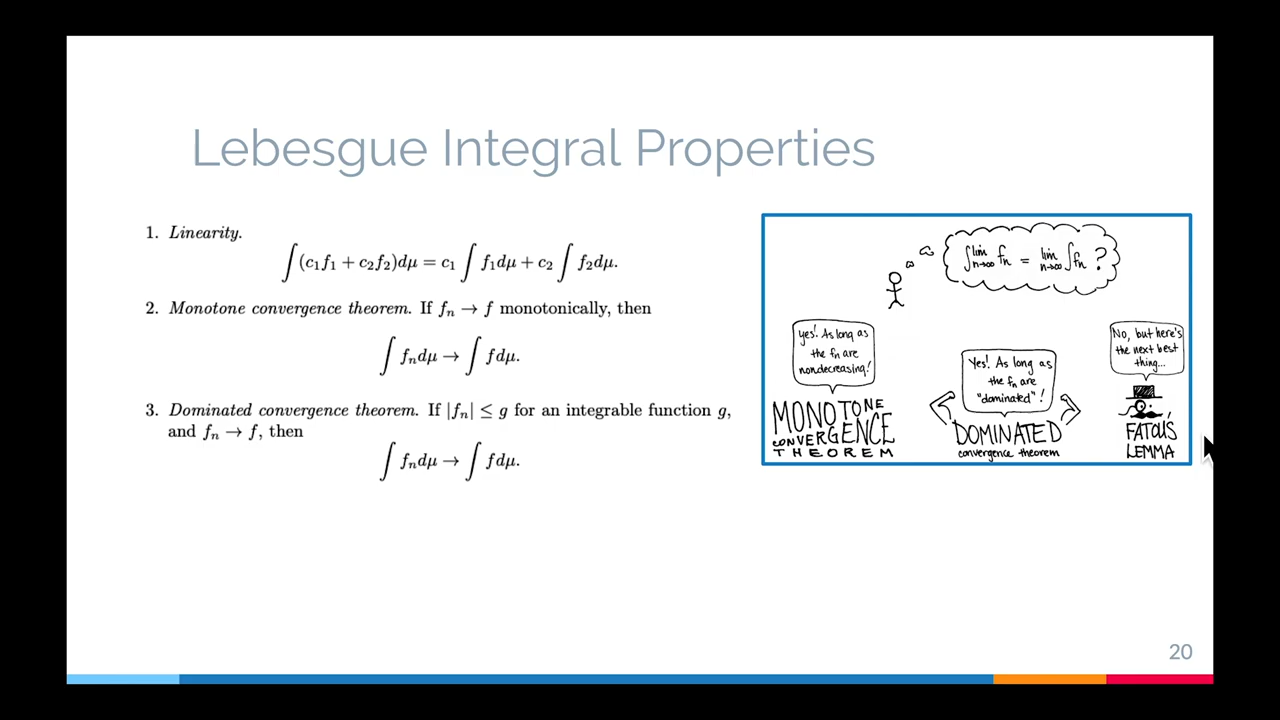 Lebesgue Integral Properties
1. Linearity.
∫(c₁f₁ + c₂f₂)dμ = c₁ ∫ f₁dμ + c₂ ∫ f₂dμ.
2. Monotone convergence theorem. If fₙ → f monotonically, then
∫ fₙdμ → ∫ fdμ.
3. Dominated convergence theorem. If |fₙ| ≤ g for an integrable function g,
and fₙ → f, then
∫ fₙdμ → ∫ fdμ.
∫ lim n→∞ fₙ = lim n→∞ ∫ fₙ ?
yes! As long as
the fₙ are
nondecreasing!
MONOTONE
CONVERGENCE
THEOREM
Yes! As long as
the fₙ are
"dominated"!
DOMINATED
convergence theorem
No, but here's
the next best
thing...
FATOU'S
LEMMA
20